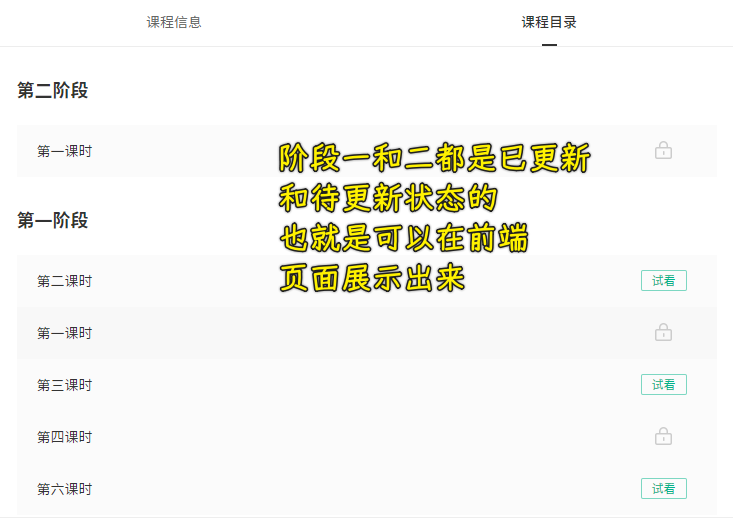 课程信息
课程目录
第二阶段
第一课时
阶段一和二都是已更新
和待更新状态的
也就是可以在前端
页面展示出来
第一阶段
第二课时
试看
第一课时
第三课时
试看
第四课时
第六课时
试看